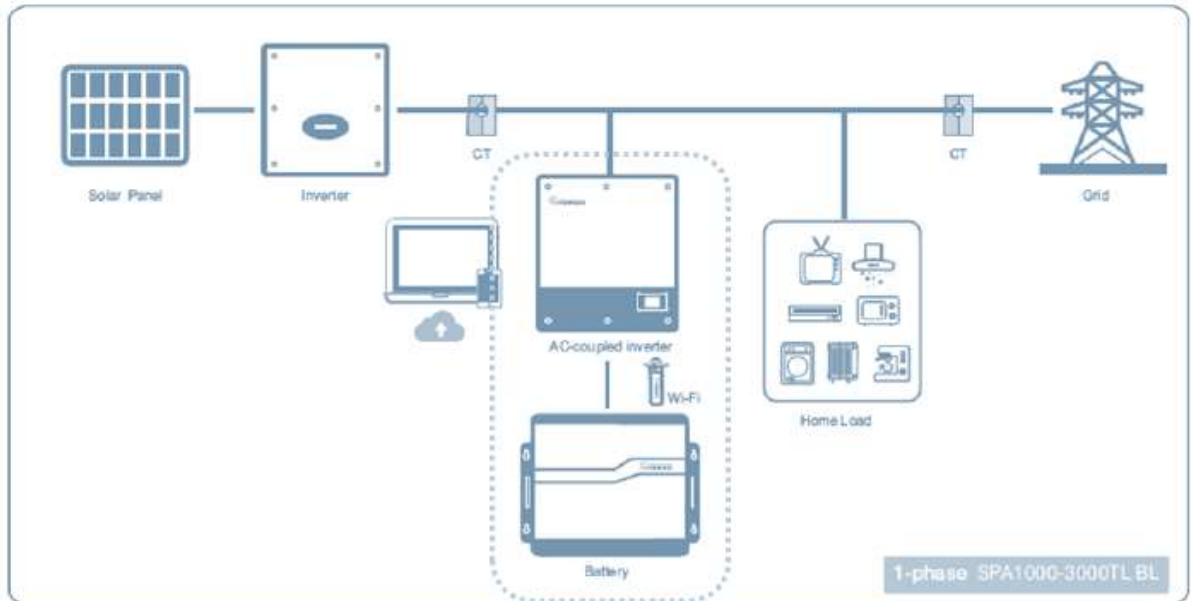 CT
CT
Solar Panel
Inverter
Grid
AC-coupled inverter
Wi-Fi
Home Load
Battery
1-phase SPA1000-3000TL BL